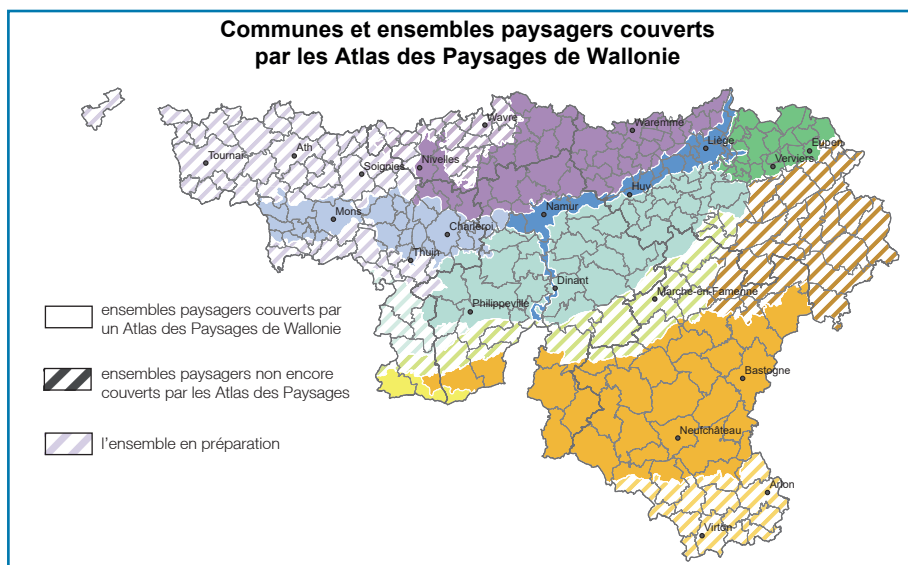 Communes et ensembles paysagers couverts
par les Atlas des Paysages de Wallonie
Wavre
Waremme
Tournai
Ath
Soignies
Nivelles
Liège
Eupen
Verviers
Huy
Mons
Namur
Charleroi
Thuin
Dinant
Marche-en-Famenne
Philippeville
ensembles paysagers couverts par
un Atlas des Paysages de Wallonie
ensembles paysagers non encore
couverts par les Atlas des Paysages
l'ensemble en préparation
Bastogne
Neufchâteau
Arlon
Virton